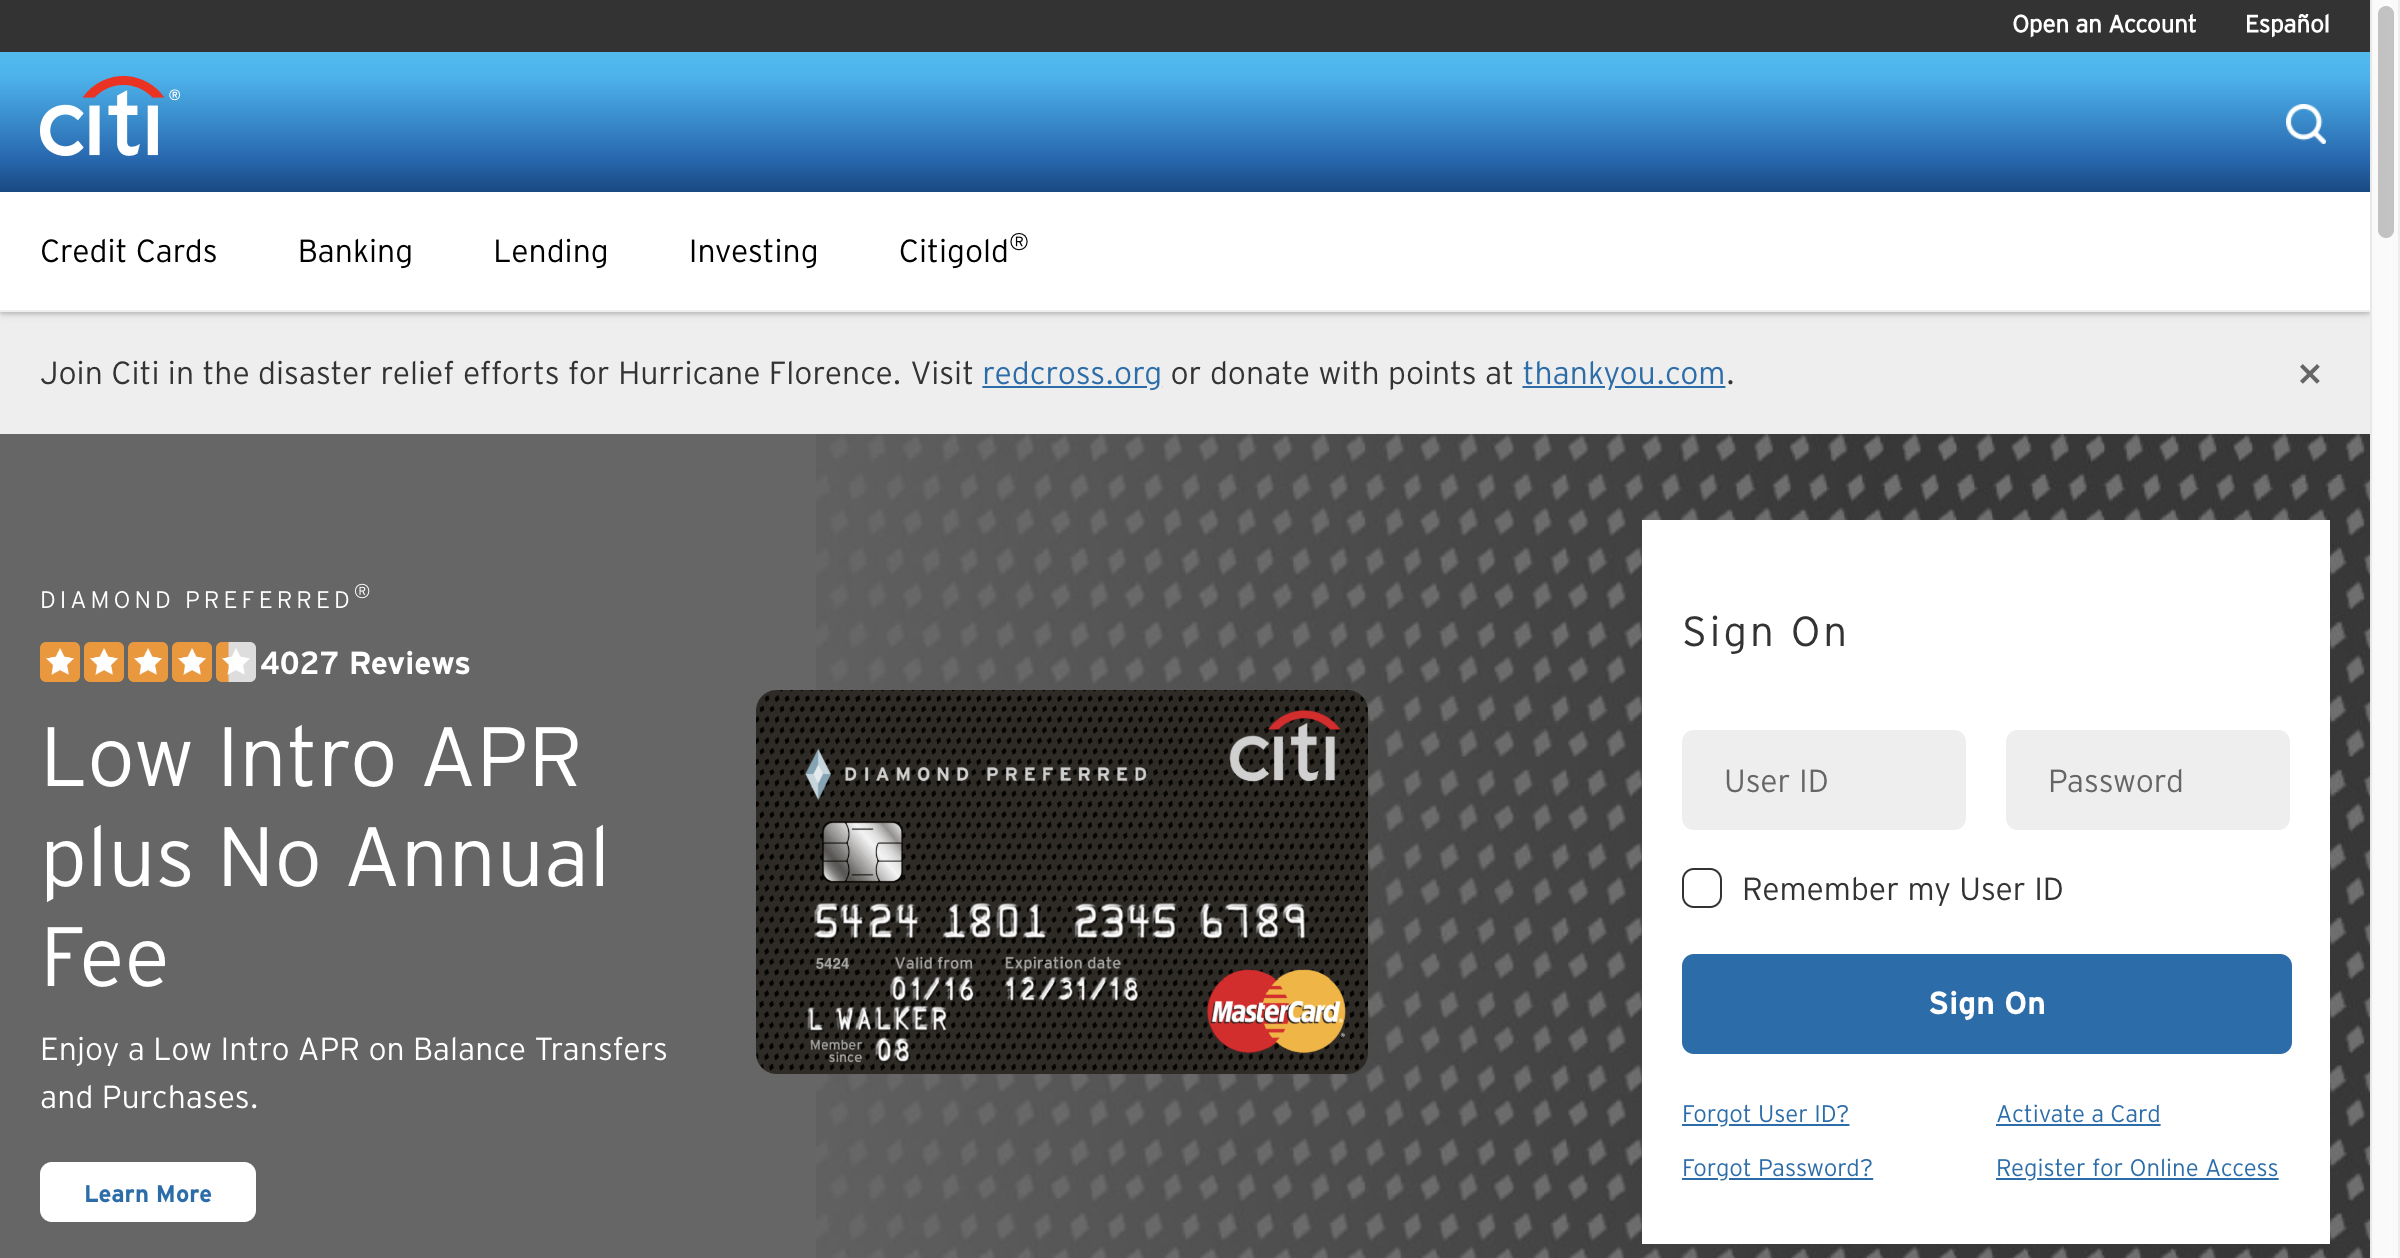 Open an Account Español
citi®
Credit Cards Banking Lending Investing Citigold®
Join Citi in the disaster relief efforts for Hurricane Florence. Visit redcross.org or donate with points at thankyou.com.
DIAMOND PREFERRED®
4027 Reviews
Low Intro APR
plus No Annual
Fee
Enjoy a Low Intro APR on Balance Transfers
and Purchases.
Learn More
citi
DIAMOND PREFERRED
5424 1801 2345 6789
5424 Valid from Expiration date
01/16 12/31/18
L WALKER
Member
since 08
MasterCard
Sign On
User ID Password
Remember my User ID
Sign On
Forgot User ID? Activate a Card
Forgot Password? Register for Online Access